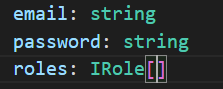 email: string
password: string
roles: IRole[]